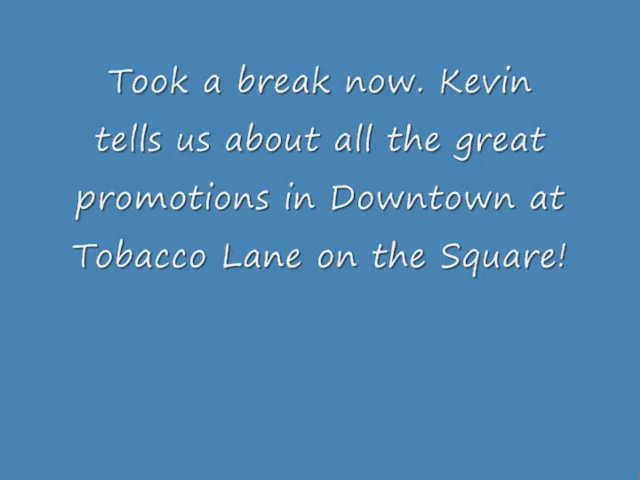 Took a break now. Kevin
tells us about all the great
promotions in Downtown at
Tobacco Lane on the Square!